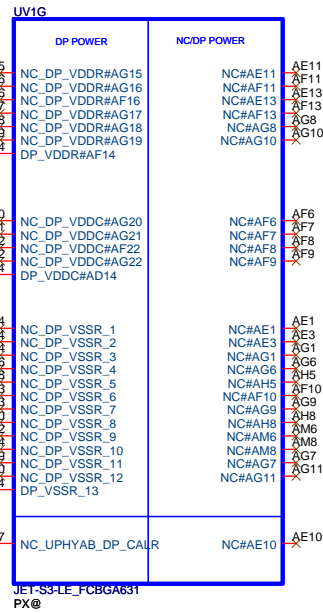 UV1G
DP POWER NC/DP POWER
NC_DP_VDDR#AG15 NC#AE11 AE11
NC_DP_VDDR#AG16 NC#AF11 AF11
NC_DP_VDDR#AF16 NC#AE13 AE13
NC_DP_VDDR#AG17 NC#AF13 AF13
NC_DP_VDDR#AG18 NC#AG8 AG8
NC_DP_VDDR#AG19 NC#AG10 AG10
DP_VDDR#AF14
NC_DP_VDDC#AG20 NC#AF6 AF6
NC_DP_VDDC#AG21 NC#AF7 AF7
NC_DP_VDDC#AF22 NC#AF8 AF8
NC_DP_VDDC#AG22 NC#AF9 AF9
DP_VDDC#AD14
NC_DP_VSSR_1 NC#AE1 AE1
NC_DP_VSSR_2 NC#AE3 AE3
NC_DP_VSSR_3 NC#AG1 AG1
NC_DP_VSSR_4 NC#AG6 AG6
NC_DP_VSSR_5 NC#AH5 AH5
NC_DP_VSSR_6 NC#AF10 AF10
NC_DP_VSSR_7 NC#AG9 AG9
NC_DP_VSSR_8 NC#AH8 AH8
NC_DP_VSSR_9 NC#AM6 AM6
NC_DP_VSSR_10 NC#AM8 AM8
NC_DP_VSSR_11 NC#AG7 AG7
NC_DP_VSSR_12 NC#AG11 AG11
DP_VSSR_13
NC_UPHYAB_DP_CALR NC#AE10 AE10
JET-S3-LE_FCBGA631
PX@